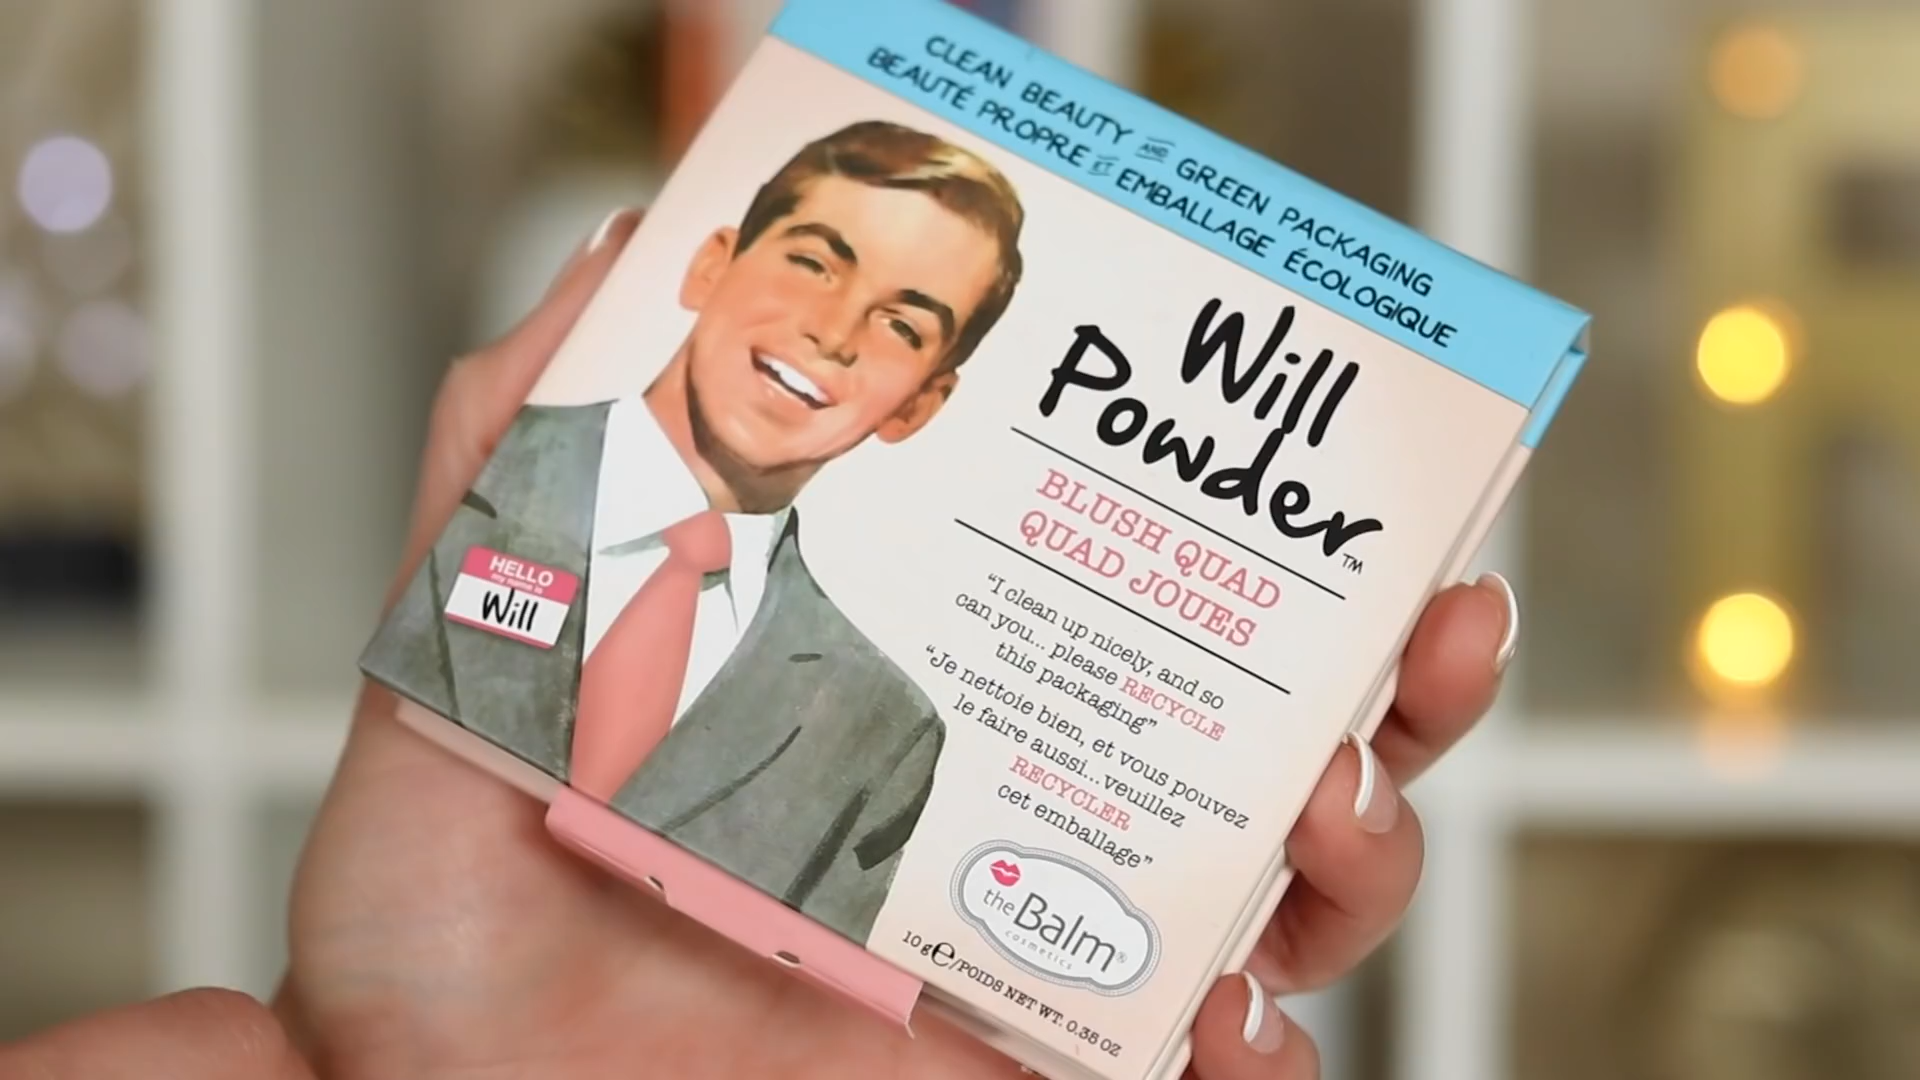 CLEAN BEAUTY AND GREEN PACKAGING
BEAUTÉ PROPRE ET EMBALLAGE ÉCOLOGIQUE
Will
Powder™
BLUSH QUAD
QUAD JOUES
“I clean up nicely, and so
can you... please RECYCLE
this packaging”
“Je nettoie bien, et vous pouvez
le faire aussi...veuillez
RECYCLER
cet emballage”
HELLO
my name is
Will
theBalm®
cosmetics
10 g℮/POIDS NET WT. 0.35 OZ